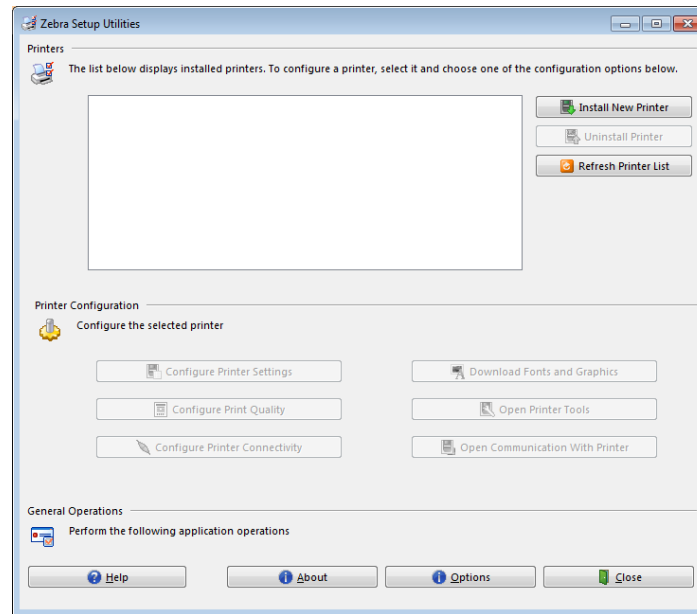 Zebra Setup Utilities
Printers
The list below displays installed printers. To configure a printer, select it and choose one of the configuration options below.
Install New Printer
Uninstall Printer
Refresh Printer List
Printer Configuration
Configure the selected printer
Configure Printer Settings
Download Fonts and Graphics
Configure Print Quality
Open Printer Tools
Configure Printer Connectivity
Open Communication With Printer
General Operations
Perform the following application operations
Help
About
Options
Close